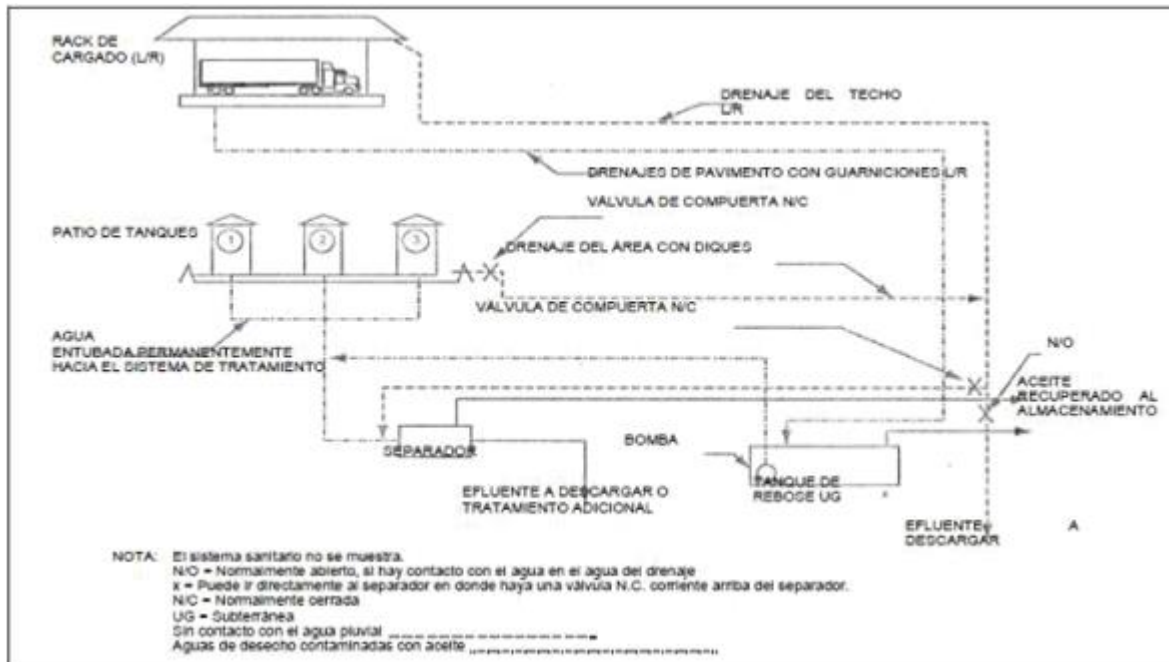 RACK DE
CARGADO (L/R)
DRENAJE DEL TECHO
L/R
DRENAJES DE PAVIMENTO CON GUARNICIONES L/R
VÁLVULA DE COMPUERTA N/C
PATIO DE TANQUES
1
2
3
DRENAJE DEL ÁREA CON DIQUES
VÁLVULA DE COMPUERTA N/C
AGUA
ENTUBADA PERMANENTEMENTE
HACIA EL SISTEMA DE TRATAMIENTO
N/O
ACEITE
RECUPERADO AL
ALMACENAMIENTO
SEPARADOR
BOMBA
TANQUE DE
REBOSE UG
x
EFLUENTE A DESCARGAR O
TRATAMIENTO ADICIONAL
EFLUENTE A
DESCARGAR
NOTA: El sistema sanitario no se muestra.
N/O = Normalmente abierto, si hay contacto con el agua en el agua del drenaje
x = Puede ir directamente al separador en donde haya una válvula N.C. corriente arriba del separador.
N/C = Normalmente cerrada
UG = Subterránea
Sin contacto con el agua pluvial
Aguas de desecho contaminadas con aceite